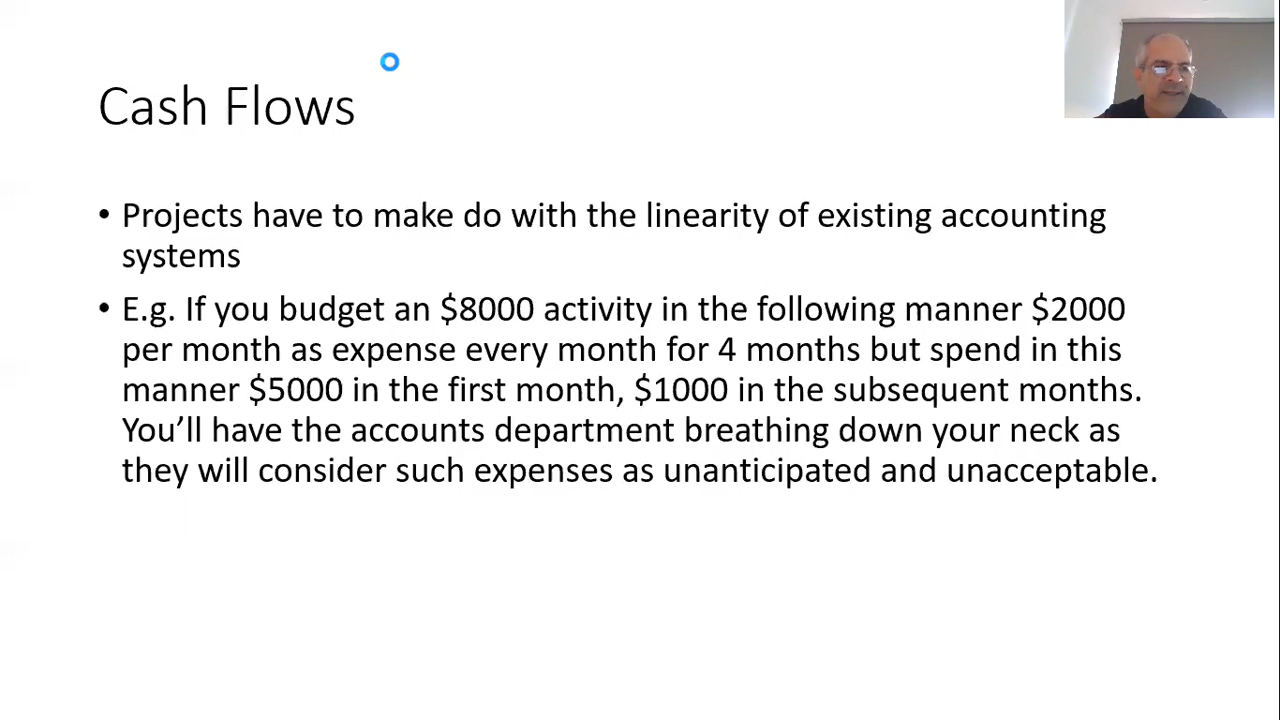 Cash Flows
• Projects have to make do with the linearity of existing accounting
systems
• E.g. If you budget an $8000 activity in the following manner $2000
per month as expense every month for 4 months but spend in this
manner $5000 in the first month, $1000 in the subsequent months.
You’ll have the accounts department breathing down your neck as
they will consider such expenses as unanticipated and unacceptable.